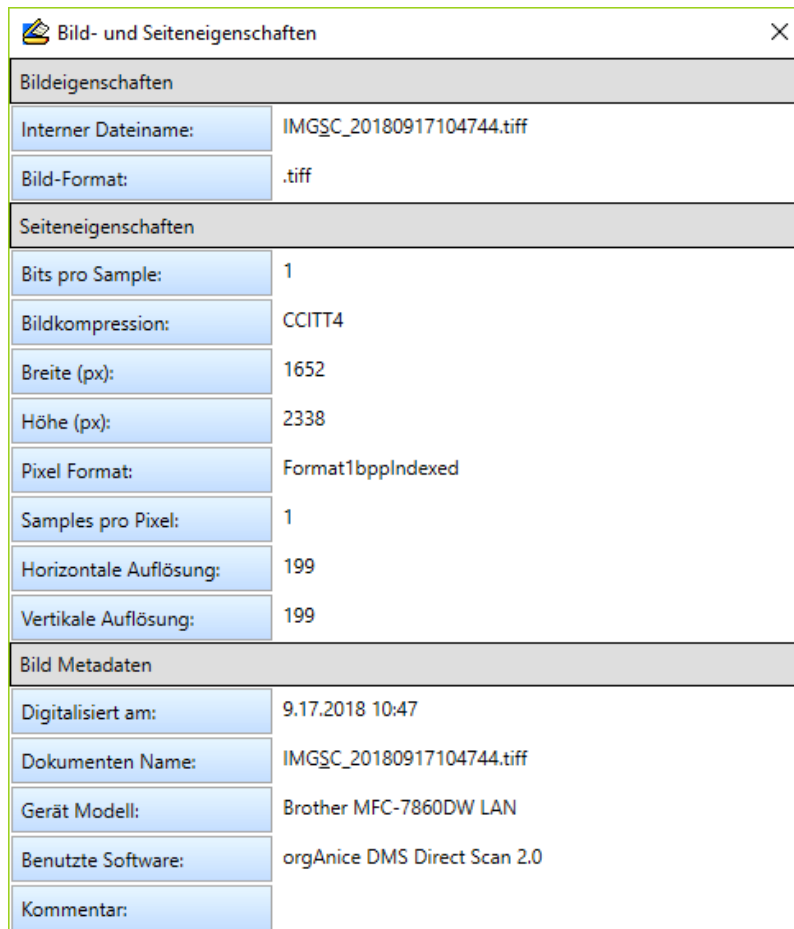 Bild- und Seiteneigenschaften
Bildeigenschaften
Interner Dateiname: IMGSC_20180917104744.tiff
Bild-Format: .tiff
Seiteneigenschaften
Bits pro Sample: 1
Bildkompression: CCITT4
Breite (px): 1652
Höhe (px): 2338
Pixel Format: Format1bppIndexed
Samples pro Pixel: 1
Horizontale Auflösung: 199
Vertikale Auflösung: 199
Bild Metadaten
Digitalisiert am: 9.17.2018 10:47
Dokumenten Name: IMGSC_20180917104744.tiff
Gerät Modell: Brother MFC-7860DW LAN
Benutzte Software: orgAnice DMS Direct Scan 2.0
Kommentar: